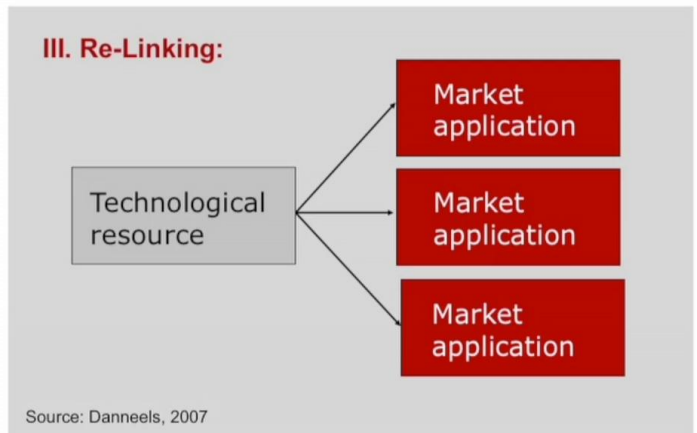 III. Re-Linking:
Market
application
Technological
resource
Market
application
Market
application
Source: Danneels, 2007